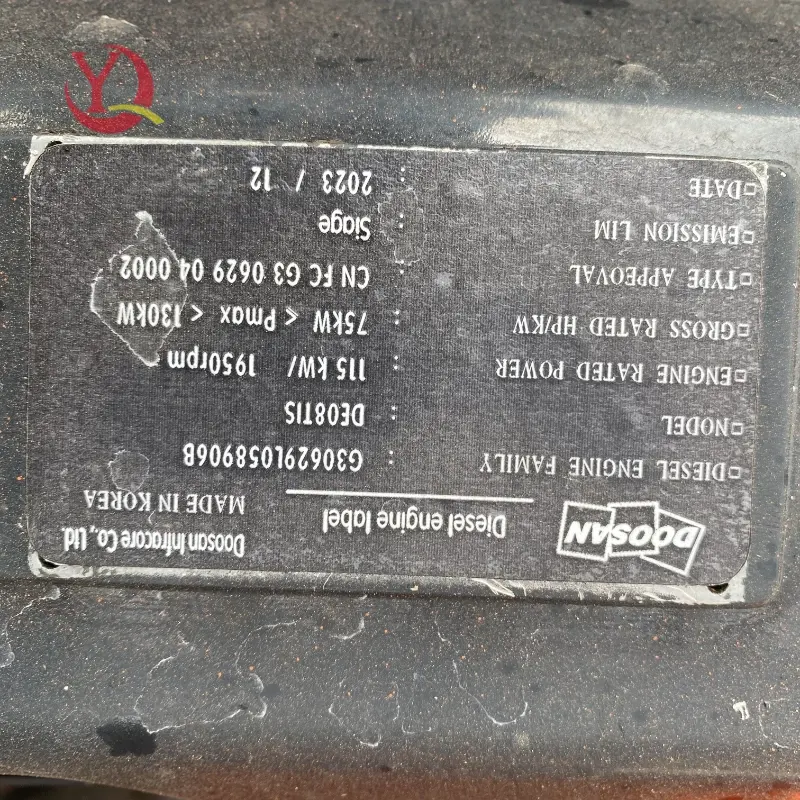 DOOSAN
Diesel engine label
Doosan Infracore Co., Ltd.
MADE IN KOREA
DIESEL ENGINE FAMILY : G30629L058906B
NODEL : DE08TIS
ENGINE RATED POWER : 115 kW/ 1950rpm
GROSS RATED HP/KW : 75kW ≤ Pmax < 130kW
TYPE APPEOVAL : CN FC G3 0629 04 0002
EMISSION LIM : Siage
DATE : 2023 / 12